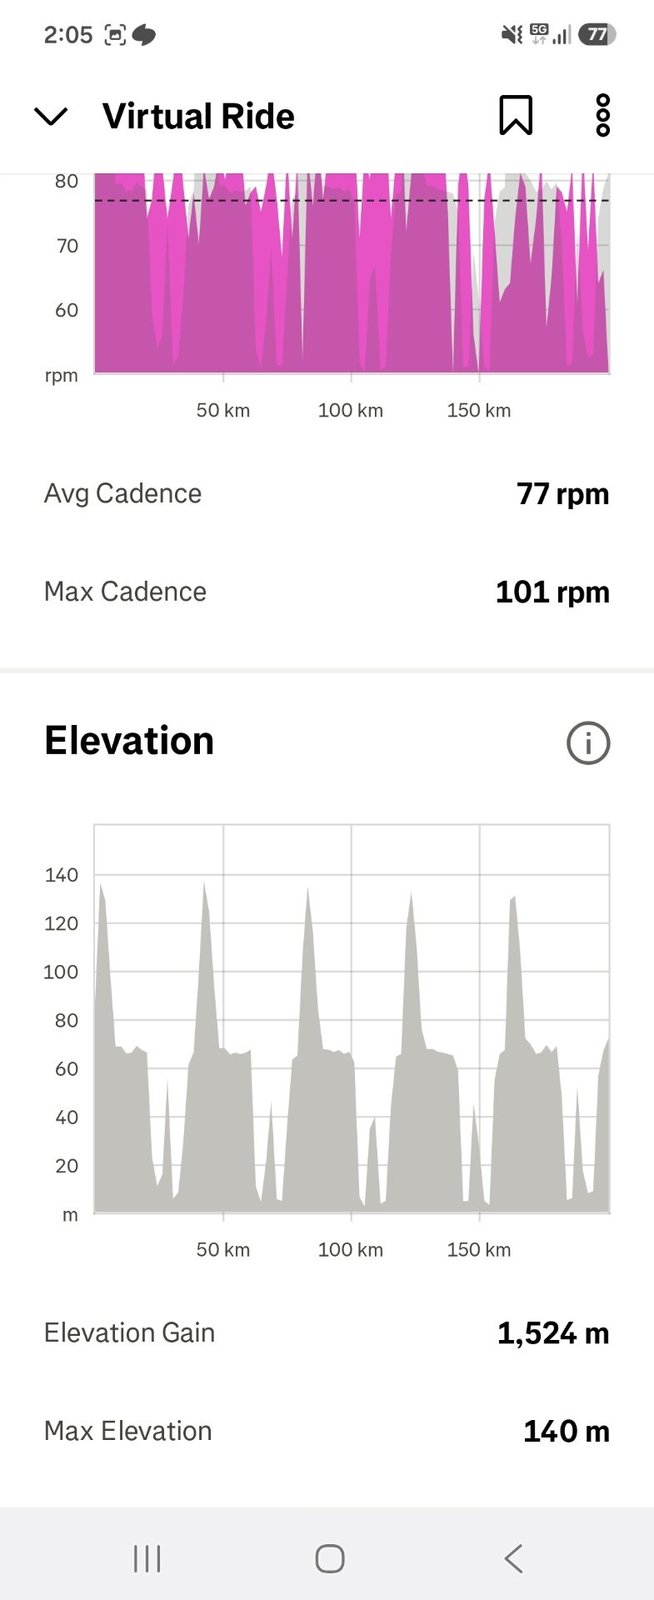 2:05
5G
77
Virtual Ride
80
70
60
rpm
50 km 100 km 150 km
Avg Cadence 77 rpm
Max Cadence 101 rpm
Elevation
i
140
120
100
80
60
40
20
m
50 km 100 km 150 km
Elevation Gain 1,524 m
Max Elevation 140 m